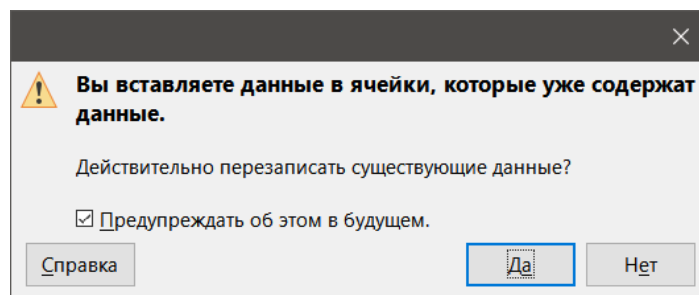 Вы вставляете данные в ячейки, которые уже содержат
данные.
Действительно перезаписать существующие данные?
Предупреждать об этом в будущем.
Справка Да Нет